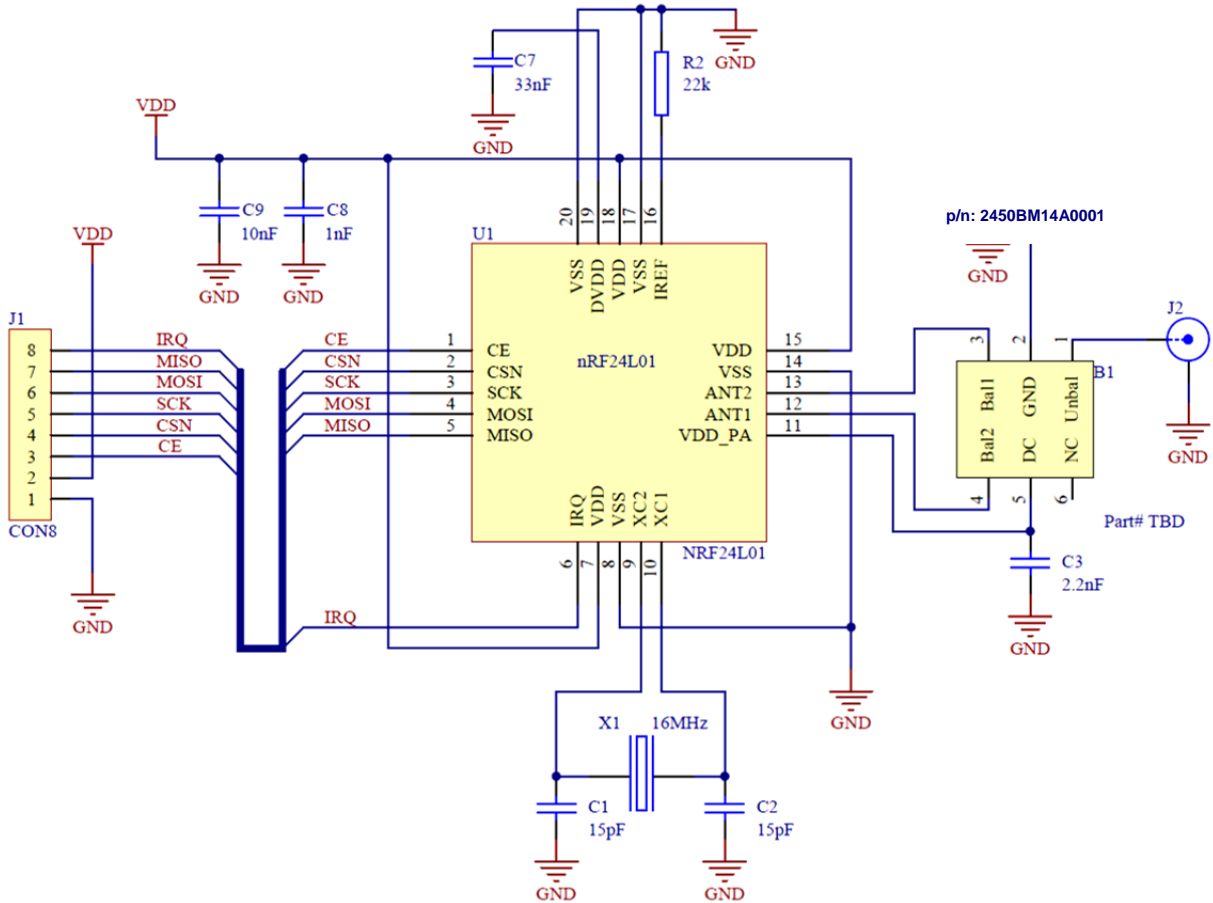 C7
33nF
GND
R2
22k
GND
VDD
C9
10nF
GND
C8
1nF
GND
p/n: 2450BM14A0001
VDD
J1
8
7
6
5
4
3
2
1
CON8
IRQ
MISO
MOSI
SCK
CSN
CE
GND
CE
CSN
SCK
MOSI
MISO
IRQ
U1
20
19
18
17
16
VSS
DVDD
VDD
VSS
IREF
1
2
3
4
5
CE
CSN
SCK
MOSI
MISO
nRF24L01
VDD
VSS
ANT2
ANT1
VDD_PA
15
14
13
12
11
IRQ
VDD
VSS
XC2
XC1
6
7
8
9
10
NRF24L01
GND
GND
3
2
1
B1
Bal1
GND
Unbal
Bal2
DC
NC
4
5
6
J2
GND
Part# TBD
C3
2.2nF
GND
X1
16MHz
C1
15pF
GND
C2
15pF
GND